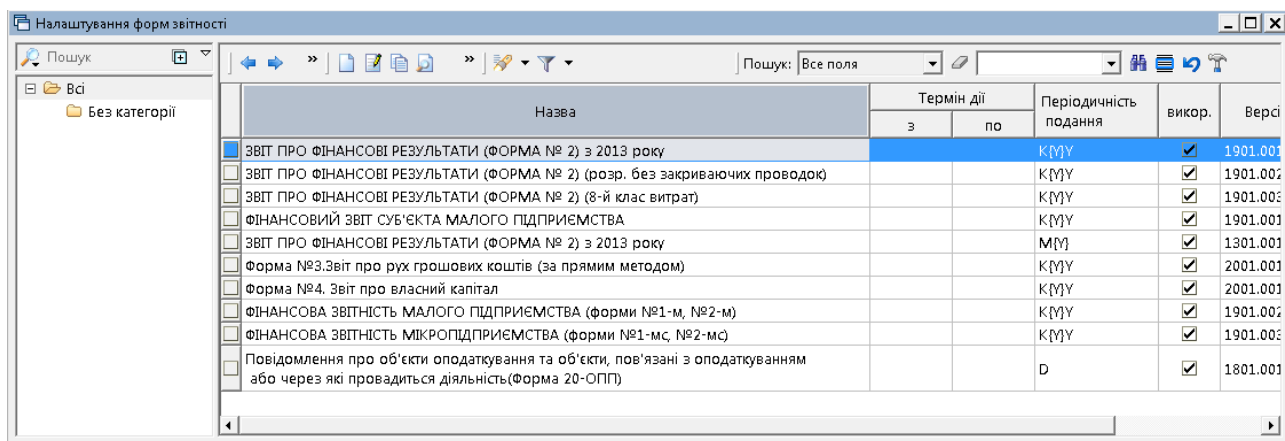 Налаштування форм звітності
Пошук
Пошук: Все поля
Всі
Без категорії
Назва
Термін дії
з
по
Періодичність
подання
викор.
Версі
ЗВІТ ПРО ФІНАНСОВІ РЕЗУЛЬТАТИ (ФОРМА № 2) з 2013 року K{Y}Y 1901.001
ЗВІТ ПРО ФІНАНСОВІ РЕЗУЛЬТАТИ (ФОРМА № 2) (розр. без закриваючих проводок) K{Y}Y 1901.002
ЗВІТ ПРО ФІНАНСОВІ РЕЗУЛЬТАТИ (ФОРМА № 2) (8-й клас витрат) K{Y}Y 1901.003
ФІНАНСОВИЙ ЗВІТ СУБ'ЄКТА МАЛОГО ПІДПРИЄМСТВА K{Y}Y 1901.001
ЗВІТ ПРО ФІНАНСОВІ РЕЗУЛЬТАТИ (ФОРМА № 2) з 2013 року M{Y} 1301.001
Форма №3.Звіт про рух грошових коштів (за прямим методом) K{Y}Y 2001.001
Форма №4. Звіт про власний капітал K{Y}Y 2001.001
ФІНАНСОВА ЗВІТНІСТЬ МАЛОГО ПІДПРИЄМСТВА (форми №1-м, №2-м) K{Y}Y 1901.002
ФІНАНСОВА ЗВІТНІСТЬ МІКРОПІДПРИЄМСТВА (форми №1-мс, №2-мс) K{Y}Y 1901.003
Повідомлення про об'єкти оподаткування та об'єкти, пов'язані з оподаткуванням
або через які провадиться діяльність(Форма 20-ОПП) D 1801.001